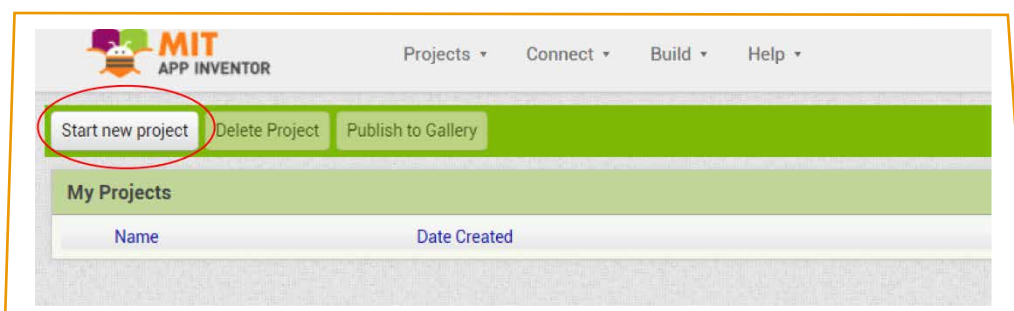 MIT
APP INVENTOR
Projects Connect Build Help
Start new project Delete Project Publish to Gallery
My Projects
Name Date Created